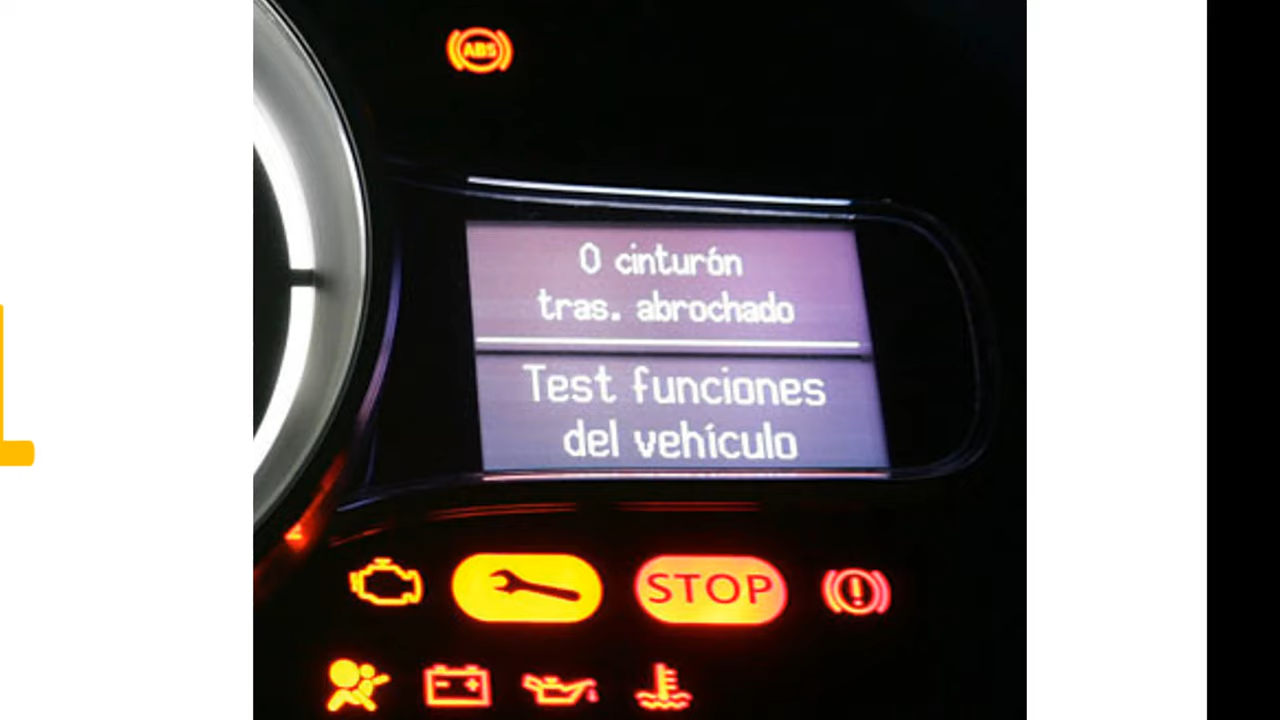 ABS
0 cinturón
tras. abrochado
Test funciones
del vehículo
STOP